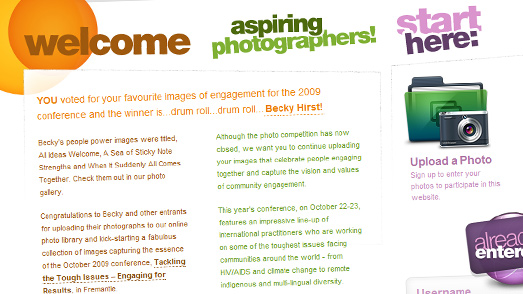 welcome
aspiring
photographers!
start
here:
YOU voted for your favourite images of engagement for the 2009
conference and the winner is...drum roll...drum roll... Becky Hirst!
Becky's people power images were titled,
All Ideas Welcome, A Sea of Sticky Note
Strengths and When It Suddenly All Comes
Together. Check them out in our photo
gallery.
Congratulations to Becky and other entrants
for uploading their photographs to our online
photo library and kick-starting a fabulous
collection of images capturing the essence
of the October 2009 conference, Tackling
the Tough Issues – Engaging for
Results, in Fremantle.
Although the photo competition has now
closed, we want you to continue uploading
your images that celebrate people engaging
together and capture the vision and values
of community engagement.
This year's conference, on October 22-23,
features an impressive line-up of
international practitioners who are working
on some of the toughest issues facing
communities around the world - from
HIV/AIDS and climate change to remote
indigenous and multi-lingual diversity.
Upload a Photo
Sign up to enter your
photos to participate in this
website.
already
entere
Username